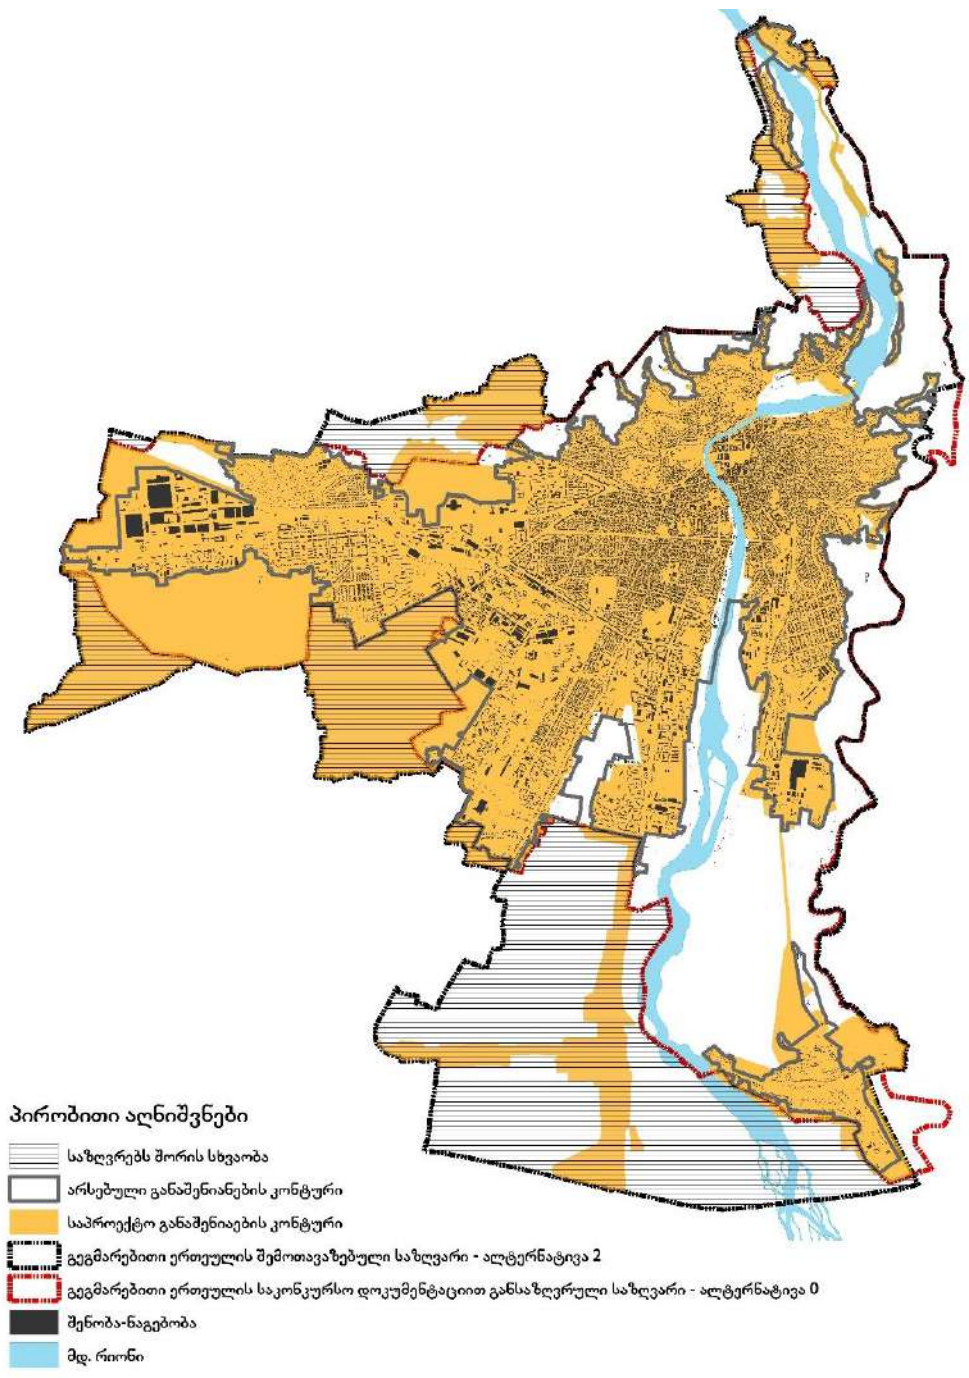 პირობითი აღნიშვნები
საზღვრებს შორის სხვაობა
არსებული განაშენიანების კონტური
საპროექტო განაშენიაების კონტური
გეგმარებითი ერთეულის შემოთავაზებული საზღვარი - ალტერნატივა 2
გეგმარებითი ერთეულის საკონკურსო დოკუმენტაციით განსაზღვრული საზღვარი - ალტერნატივა 0
შენობა-ნაგებობა
მდ. რიონი